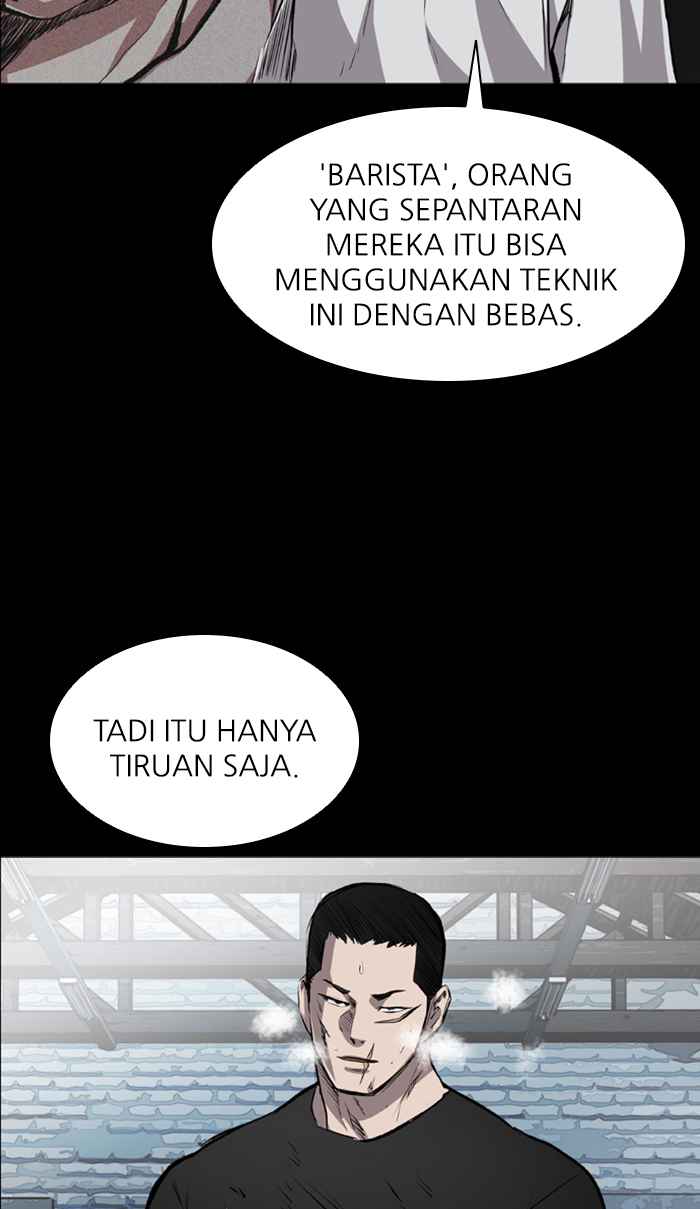 'BARISTA', ORANG
YANG SEPANTARAN
MEREKA ITU BISA
MENGGUNAKAN TEKNIK
INI DENGAN BEBAS.
TADI ITU HANYA
TIRUAN SAJA.